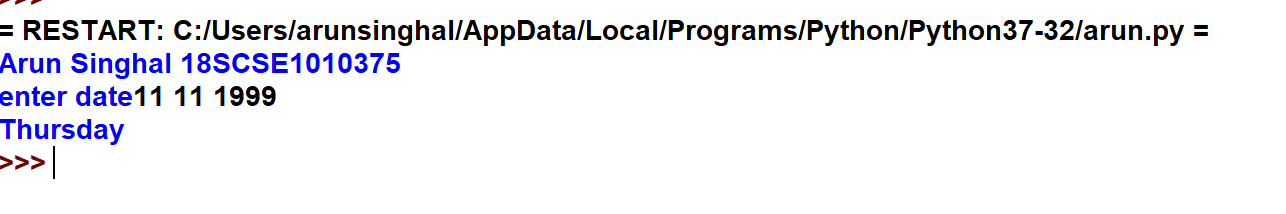 = RESTART: C:/Users/arunsinghal/AppData/Local/Programs/Python/Python37-32/arun.py =
Arun Singhal 18SCSE1010375
enter date11 11 1999
Thursday
>>>